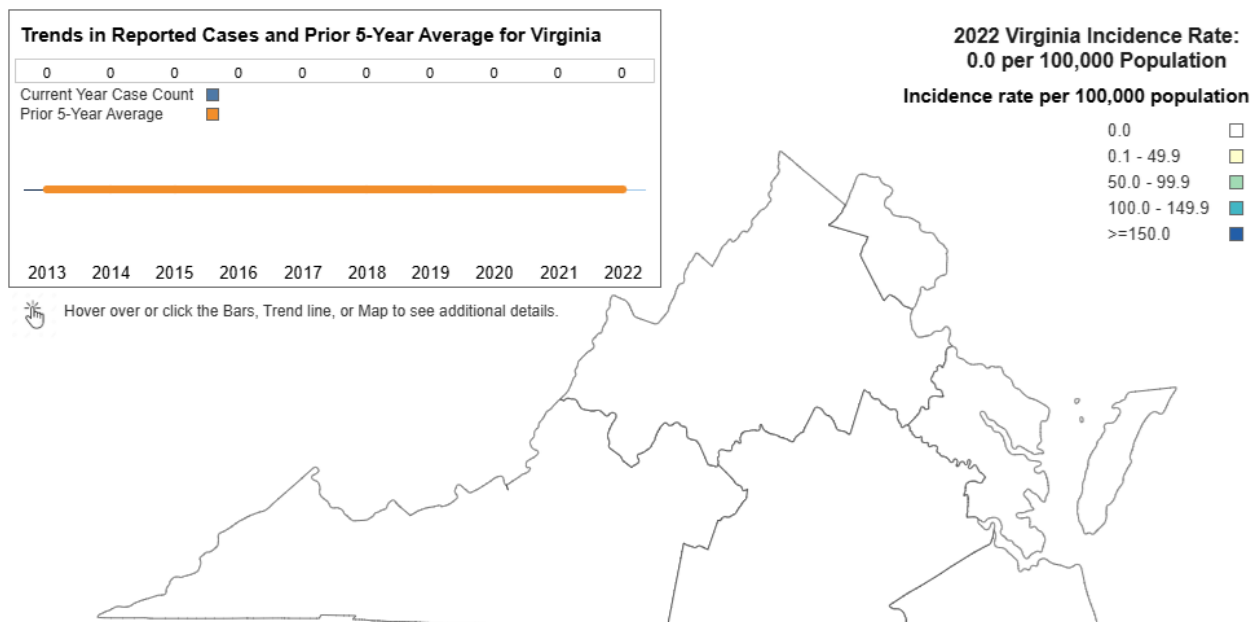 Trends in Reported Cases and Prior 5-Year Average for Virginia
0 0 0 0 0 0 0 0 0 0
Current Year Case Count
Prior 5-Year Average
2013 2014 2015 2016 2017 2018 2019 2020 2021 2022
Hover over or click the Bars, Trend line, or Map to see additional details.
2022 Virginia Incidence Rate:
0.0 per 100,000 Population
Incidence rate per 100,000 population
0.0
0.1 - 49.9
50.0 - 99.9
100.0 - 149.9
>=150.0